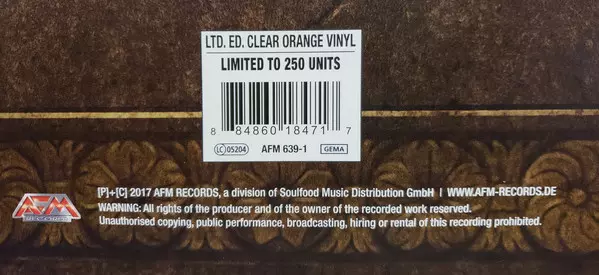 LTD. ED. CLEAR ORANGE VINYL
LIMITED TO 250 UNITS
8 84860 18471 7
LC 05204 AFM 639-1 GEMA
[P]+[C] 2017 AFM RECORDS, a division of Soulfood Music Distribution GmbH | WWW.AFM-RECORDS.DE
WARNING: All rights of the producer and of the owner of the recorded work reserved.
Unauthorised copying, public performance, broadcasting, hiring or rental of this recording prohibited.
AFM
RECORDS